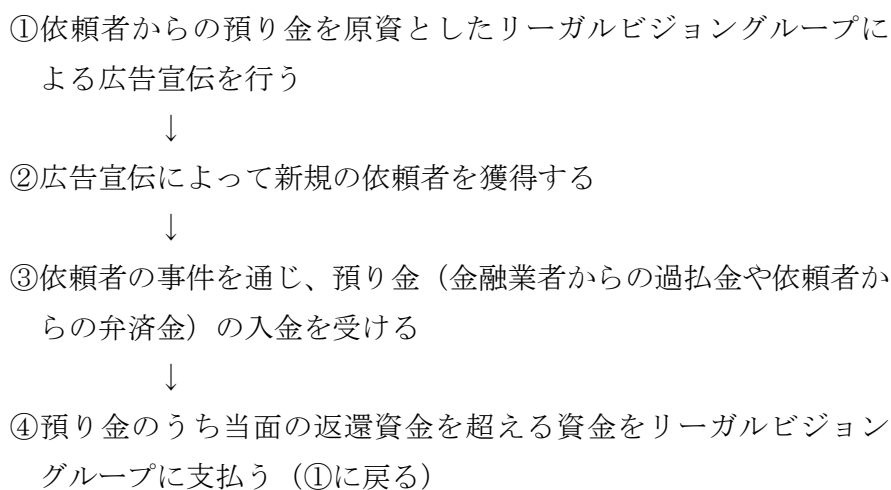 ①依頼者からの預り金を原資としたリーガルビジョングループに
よる広告宣伝を行う
↓
②広告宣伝によって新規の依頼者を獲得する
↓
③依頼者の事件を通じ、預り金（金融業者からの過払金や依頼者か
らの弁済金）の入金を受ける
↓
④預り金のうち当面の返還資金を超える資金をリーガルビジョン
グループに支払う（①に戻る）